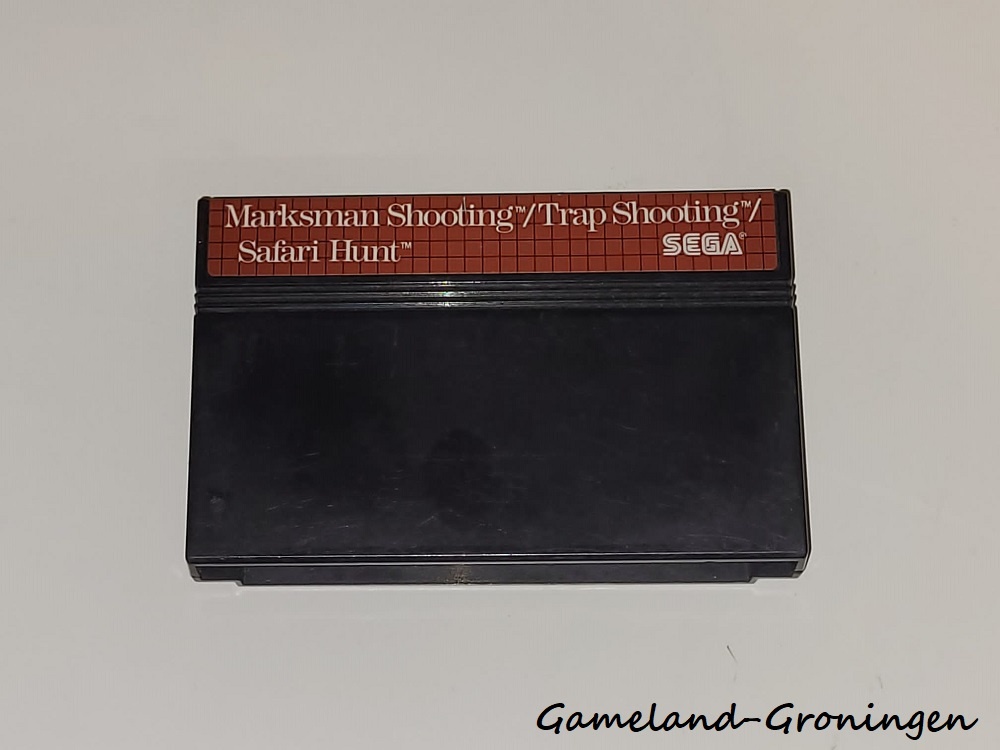 Marksman Shooting™/Trap Shooting™/
Safari Hunt™
SEGA®
Gameland-Groningen